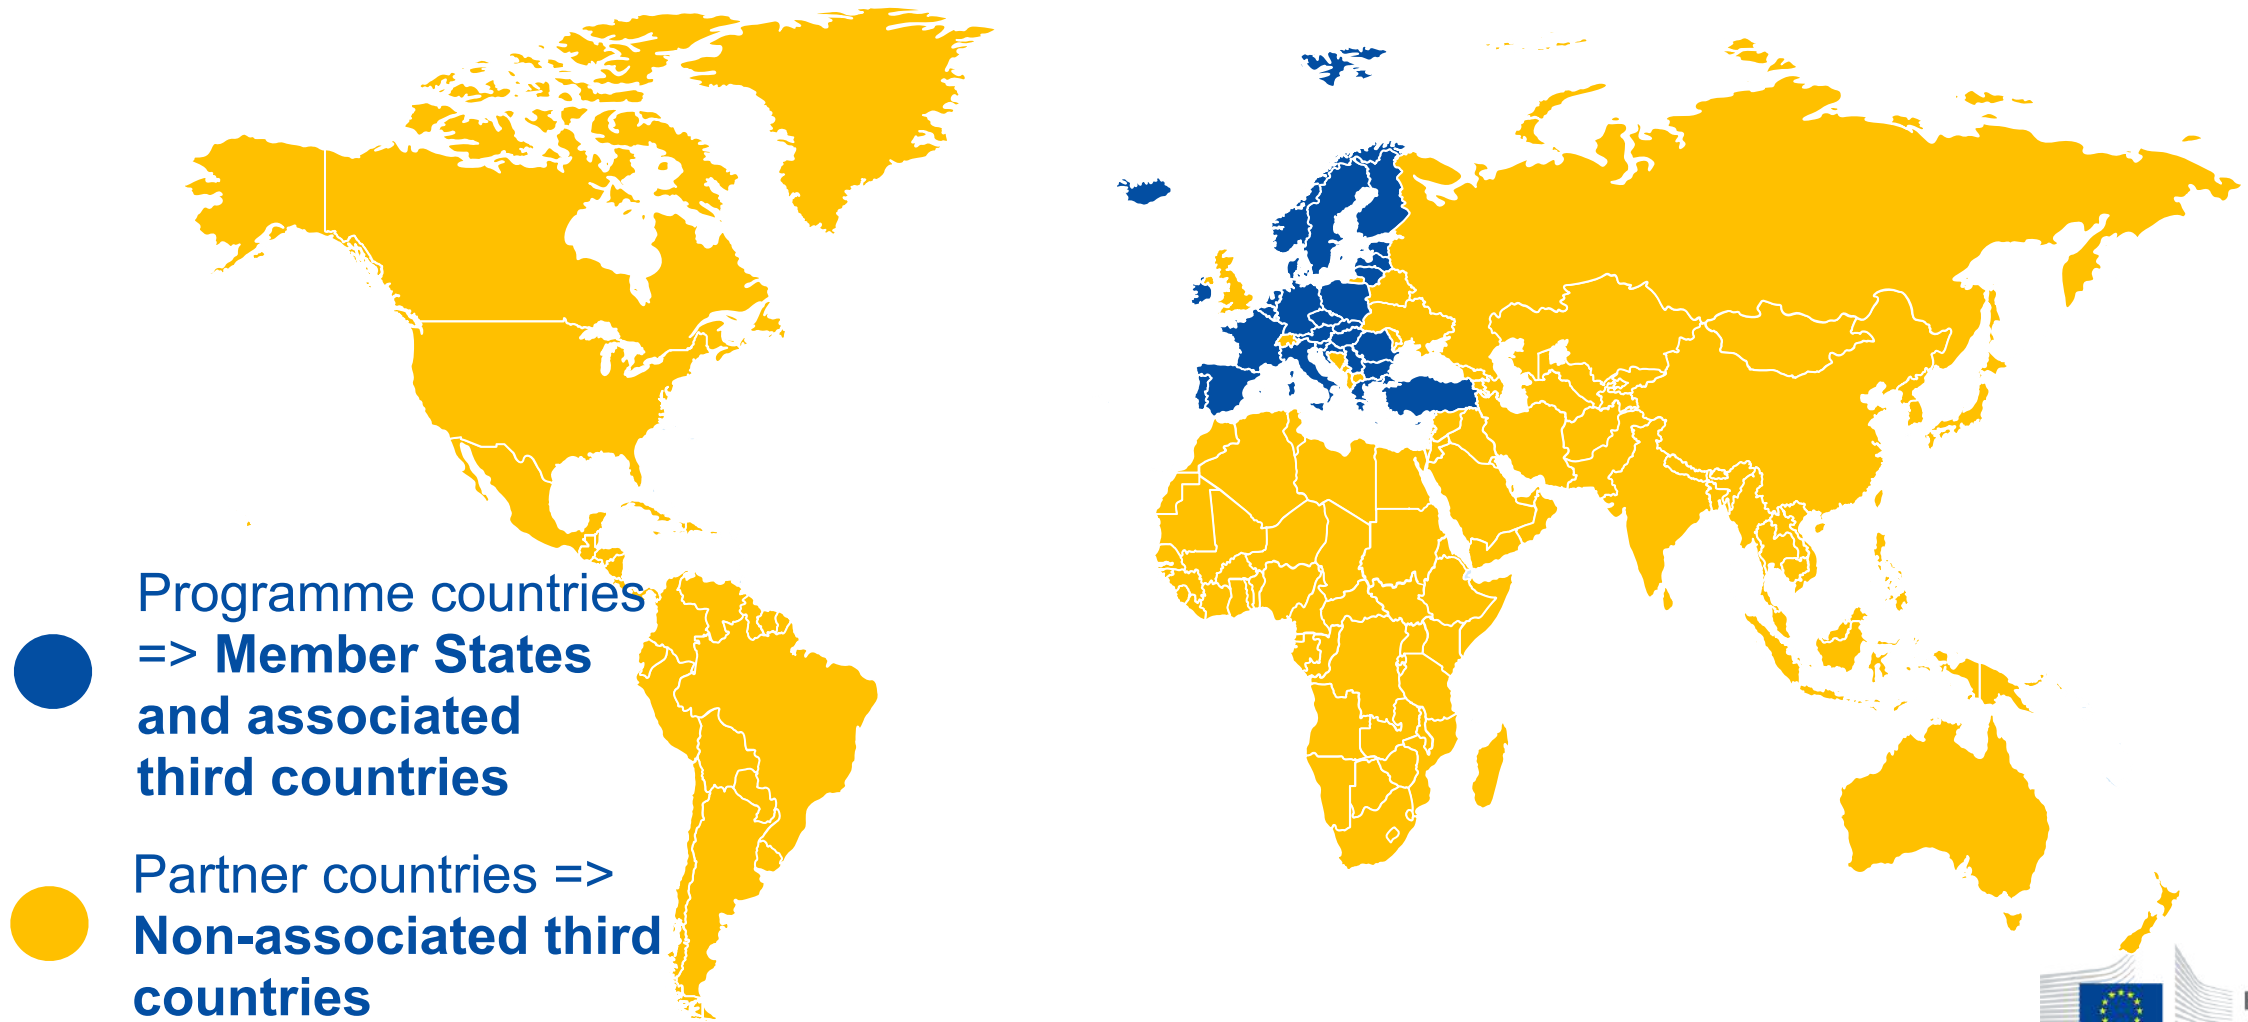 Programme countries
=> Member States
and associated
third countries
Partner countries =>
Non-associated third
countries